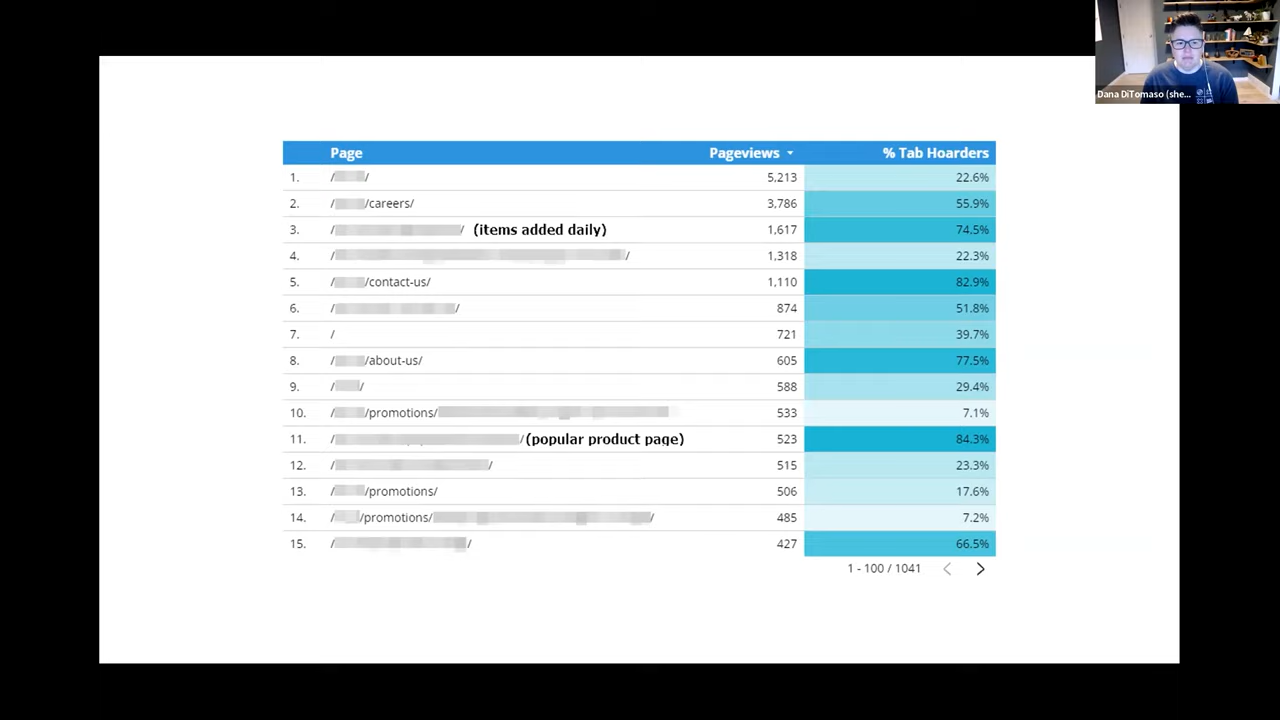 Dana DiTomaso (she...
Page Pageviews % Tab Hoarders
1. / / 5,213 22.6%
2. / /careers/ 3,786 55.9%
3. / / (items added daily) 1,617 74.5%
4. / / 1,318 22.3%
5. / /contact-us/ 1,110 82.9%
6. / / 874 51.8%
7. / 721 39.7%
8. / /about-us/ 605 77.5%
9. / / 588 29.4%
10. / /promotions/ 533 7.1%
11. / / (popular product page) 523 84.3%
12. / / 515 23.3%
13. / /promotions/ 506 17.6%
14. / /promotions/ / 485 7.2%
15. / / 427 66.5%
1 - 100 / 1041 < >